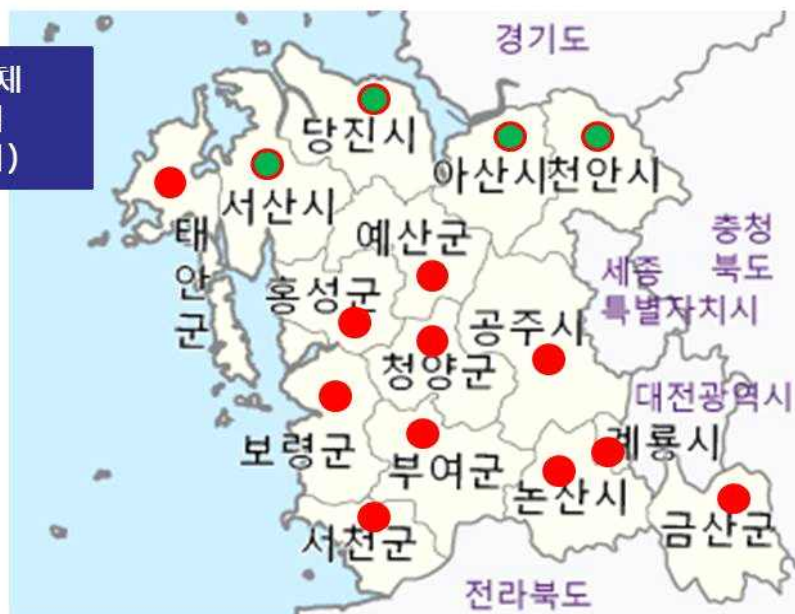 체
경기도
당진시
아산시
천안시
서산시
태
안
군
예산군
충청
북도
세종
특별자치시
홍성군
공주시
청양군
대전광역시
보령군
부여군
계룡시
논산시
서천군
금산군
전라북도